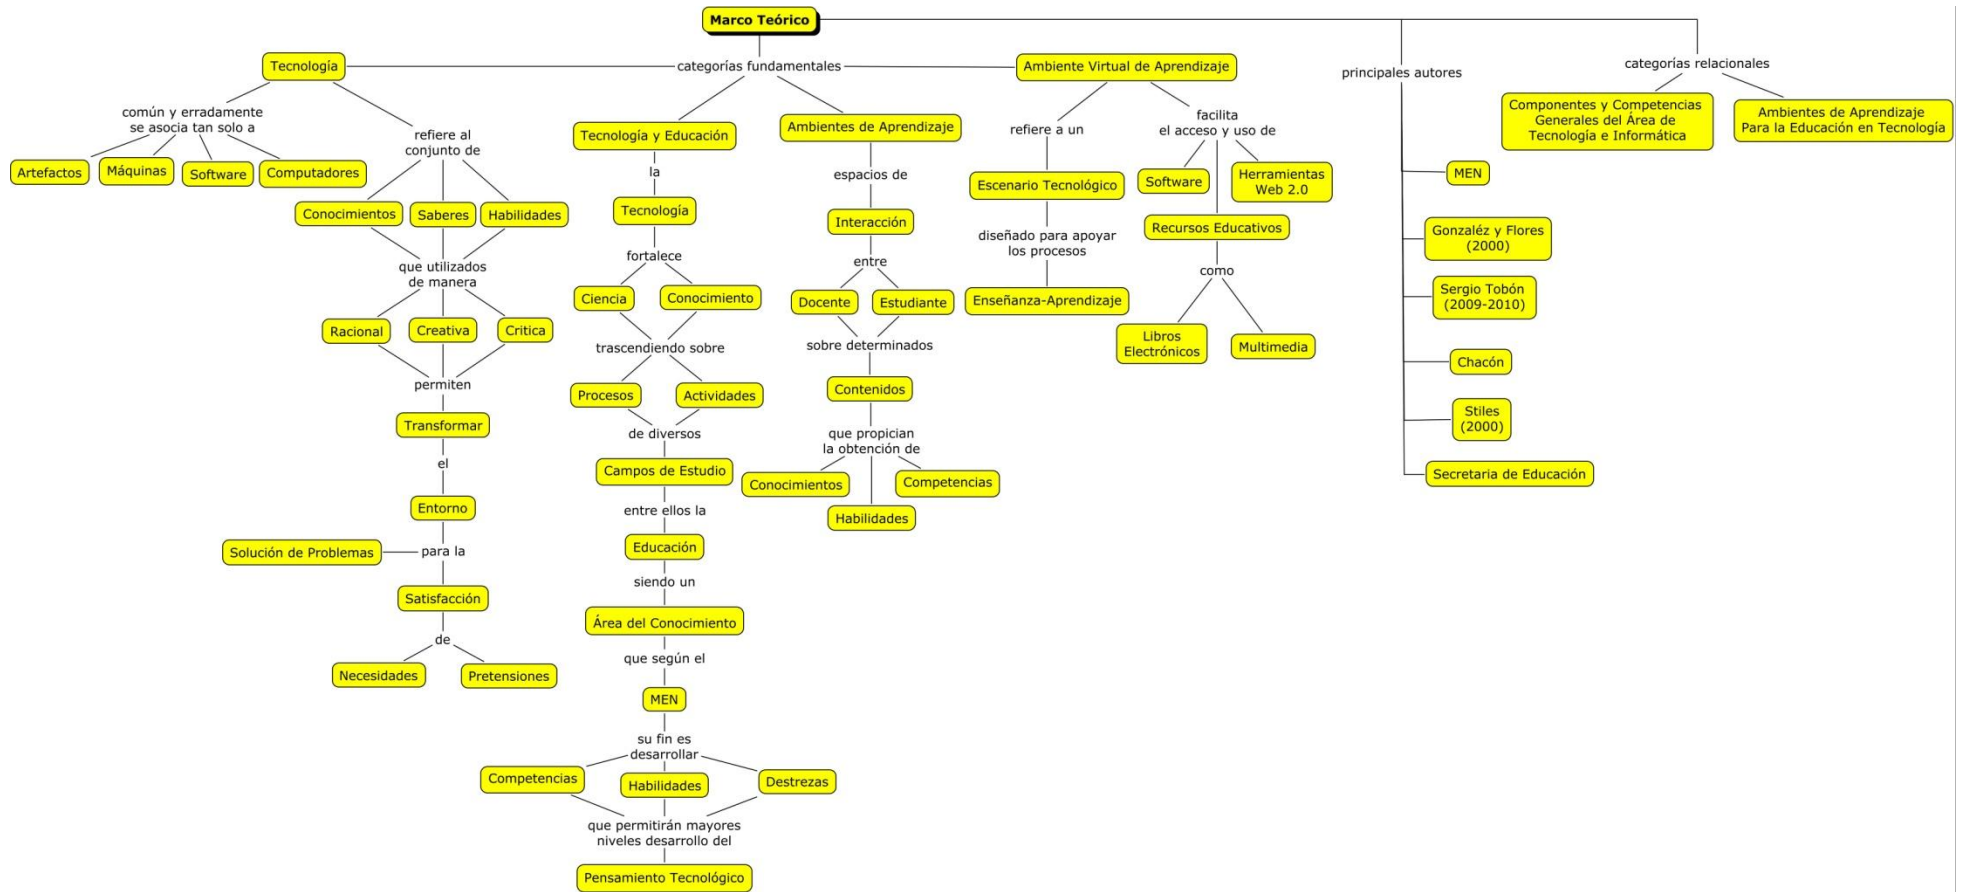 Marco Teórico
Tecnología
categorías fundamentales
Ambiente Virtual de Aprendizaje
principales autores
categorías relacionales
común y erradamente
se asocia tan solo a
Artefactos
Máquinas
Software
Computadores
refiere al
conjunto de
Conocimientos
Saberes
Habilidades
que utilizados
de manera
Racional
Creativa
Critica
permiten
Transformar
el
Entorno
Solución de Problemas
para la
Satisfacción
de
Necesidades
Pretensiones
Tecnología y Educación
la
Tecnología
fortalece
Ciencia
Conocimiento
trascendiendo sobre
Procesos
Actividades
de diversos
Campos de Estudio
entre ellos la
Educación
siendo un
Área del Conocimiento
que según el
MEN
su fin es
desarrollar
Competencias
Habilidades
Destrezas
que permitirán mayores
niveles desarrollo del
Pensamiento Tecnológico
Ambientes de Aprendizaje
espacios de
Interacción
entre
Docente
Estudiante
sobre determinados
Contenidos
que propician
la obtención de
Conocimientos
Competencias
Habilidades
refiere a un
Escenario Tecnológico
diseñado para apoyar
los procesos
Enseñanza-Aprendizaje
facilita
el acceso y uso de
Software
Herramientas
Web 2.0
Recursos Educativos
como
Libros
Electrónicos
Multimedia
MEN
Gonzaléz y Flores
(2000)
Sergio Tobón
(2009-2010)
Chacón
Stiles
(2000)
Secretaria de Educación
Componentes y Competencias
Generales del Área de
Tecnología e Informática
Ambientes de Aprendizaje
Para la Educación en Tecnología